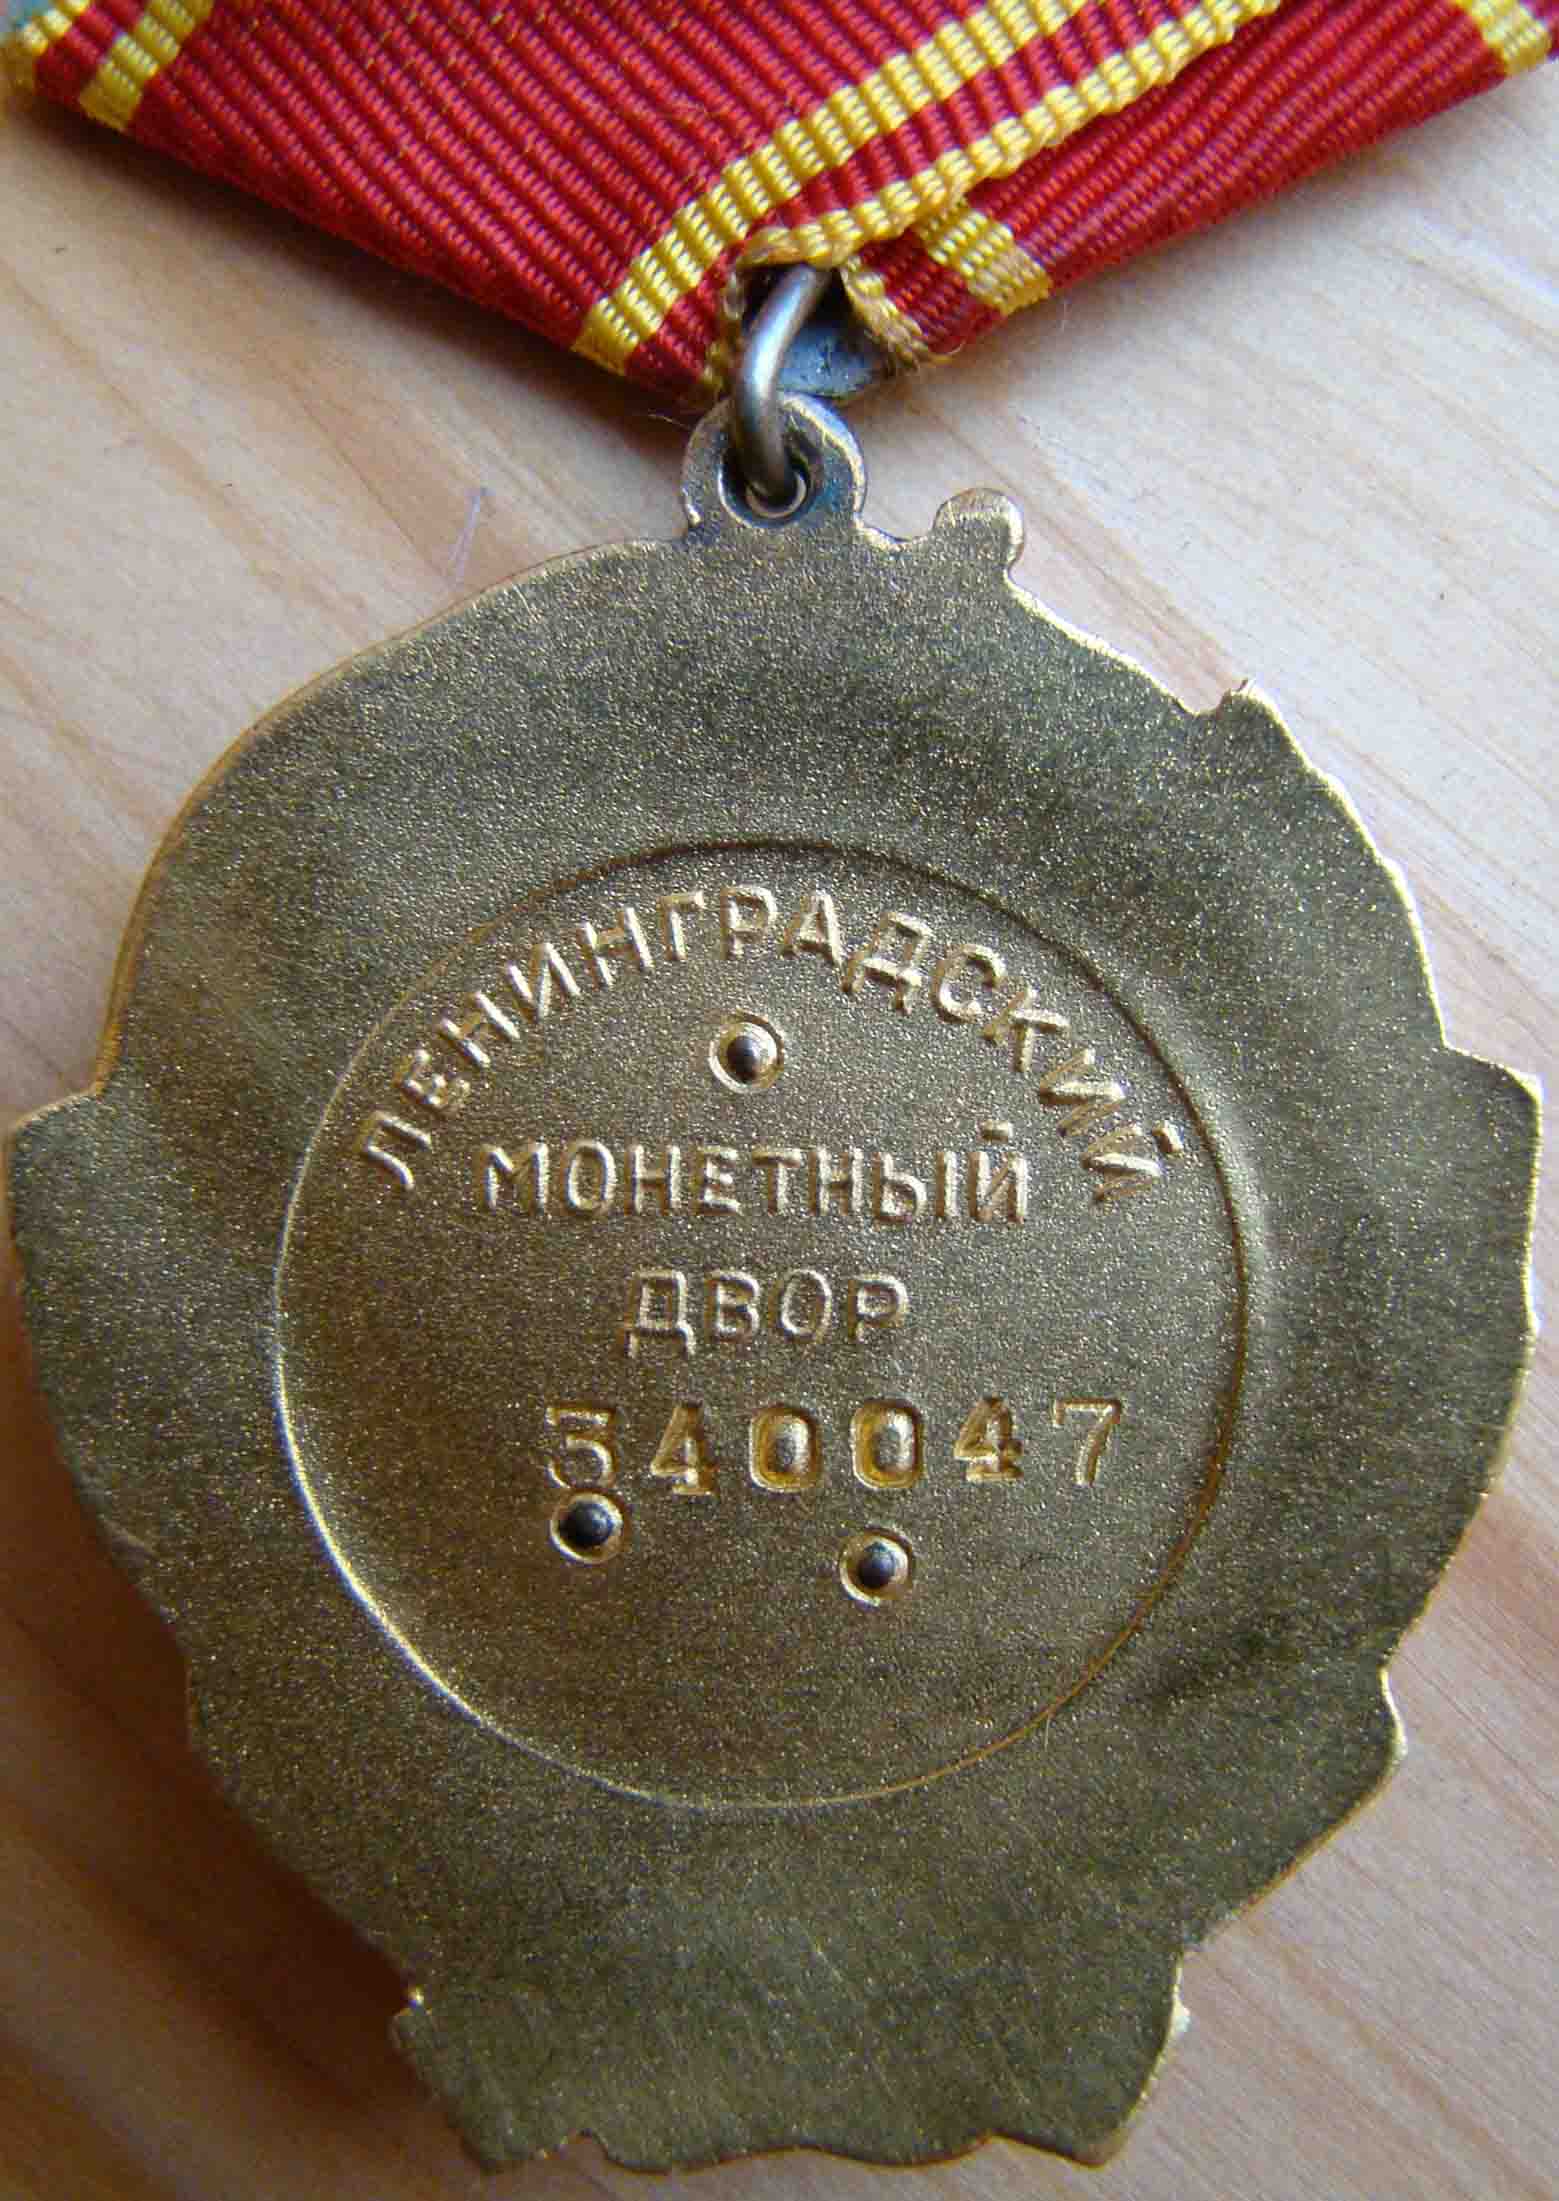 ЛЕНИНГРАДСКИЙ
МОНЕТНЫЙ
ДВОР
340047